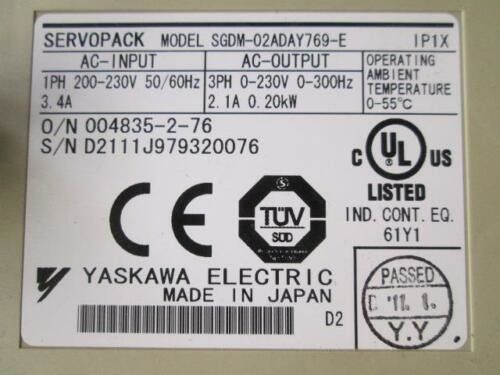 SERVOPACK MODEL SGDM-02ADAY769-E IP1X
AC-INPUT
1PH 200-230V 50/60Hz
3.4A
AC-OUTPUT
3PH 0-230V 0-300Hz
2.1A 0.20kW
OPERATING
AMBIENT
TEMPERATURE
0-55°C
O/N 004835-2-76
S/N D2111J979320076
CE
TÜV
SÜD
C UL US
LISTED
IND. CONT. EQ.
61Y1
YASKAWA ELECTRIC
MADE IN JAPAN
D2
PASSED
'11.
Y.Y